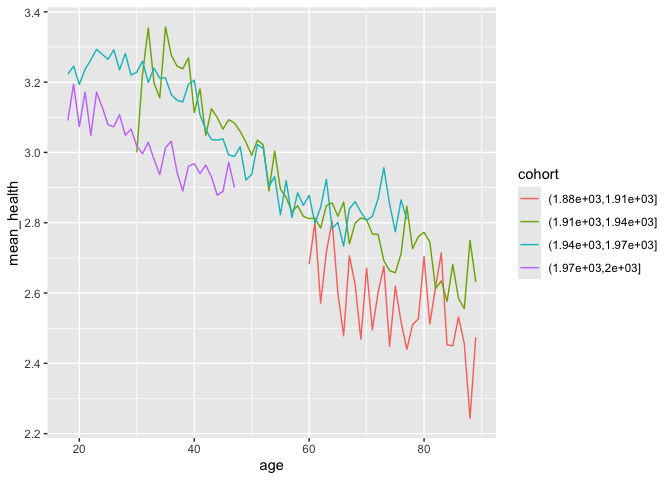 3.4
3.2
3.0
2.8
2.6
2.4
2.2
mean_health
20
40
60
80
age
cohort
(1.88e+03,1.91e+03]
(1.91e+03,1.94e+03]
(1.94e+03,1.97e+03]
(1.97e+03,2e+03]